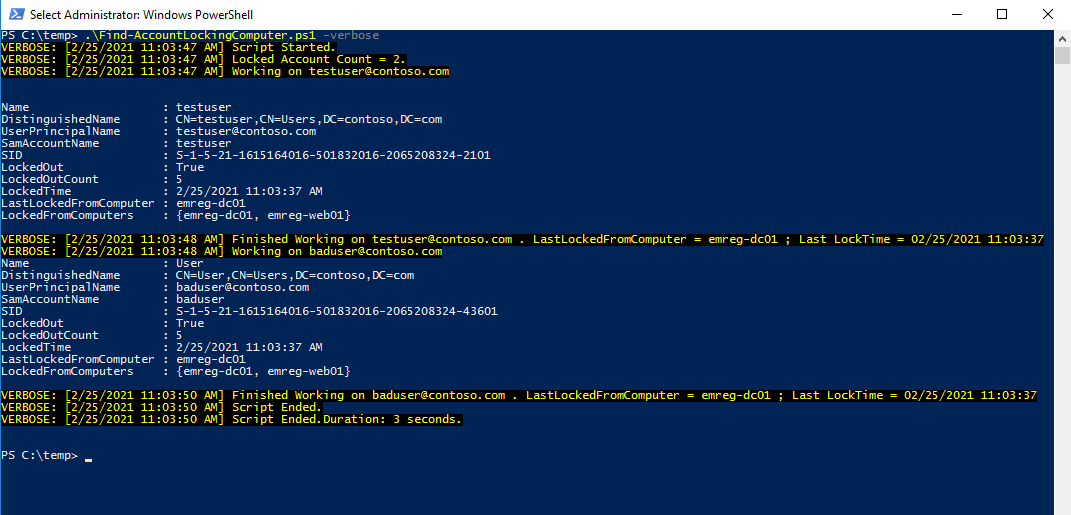 Select Administrator: Windows PowerShell
PS C:\temp> .\Find-AccountLockingComputer.ps1 -verbose
VERBOSE: [2/25/2021 11:03:47 AM] Script Started.
VERBOSE: [2/25/2021 11:03:47 AM] Locked Account Count = 2.
VERBOSE: [2/25/2021 11:03:47 AM] Working on testuser@contoso.com
Name                   : testuser
DistinguishedName      : CN=testuser,CN=Users,DC=contoso,DC=com
UserPrincipalName      : testuser@contoso.com
SamAccountName         : testuser
SID                    : S-1-5-21-1615164016-501832016-2065208324-2101
LockedOut              : True
LockedOutCount         : 5
LockedTime             : 2/25/2021 11:03:37 AM
LastLockedFromComputer : emreg-dc01
LockedFromComputers    : {emreg-dc01, emreg-web01}
VERBOSE: [2/25/2021 11:03:48 AM] Finished Working on testuser@contoso.com . LastLockedFromComputer = emreg-dc01 ; Last LockTime = 02/25/2021 11:03:37
VERBOSE: [2/25/2021 11:03:48 AM] Working on baduser@contoso.com
Name                   : User
DistinguishedName      : CN=User,CN=Users,DC=contoso,DC=com
UserPrincipalName      : baduser@contoso.com
SamAccountName         : baduser
SID                    : S-1-5-21-1615164016-501832016-2065208324-43601
LockedOut              : True
LockedOutCount         : 5
LockedTime             : 2/25/2021 11:03:37 AM
LastLockedFromComputer : emreg-dc01
LockedFromComputers    : {emreg-dc01, emreg-web01}
VERBOSE: [2/25/2021 11:03:50 AM] Finished Working on baduser@contoso.com . LastLockedFromComputer = emreg-dc01 ; Last LockTime = 02/25/2021 11:03:37
VERBOSE: [2/25/2021 11:03:50 AM] Script Ended.
VERBOSE: [2/25/2021 11:03:50 AM] Script Ended.Duration: 3 seconds.
PS C:\temp> _